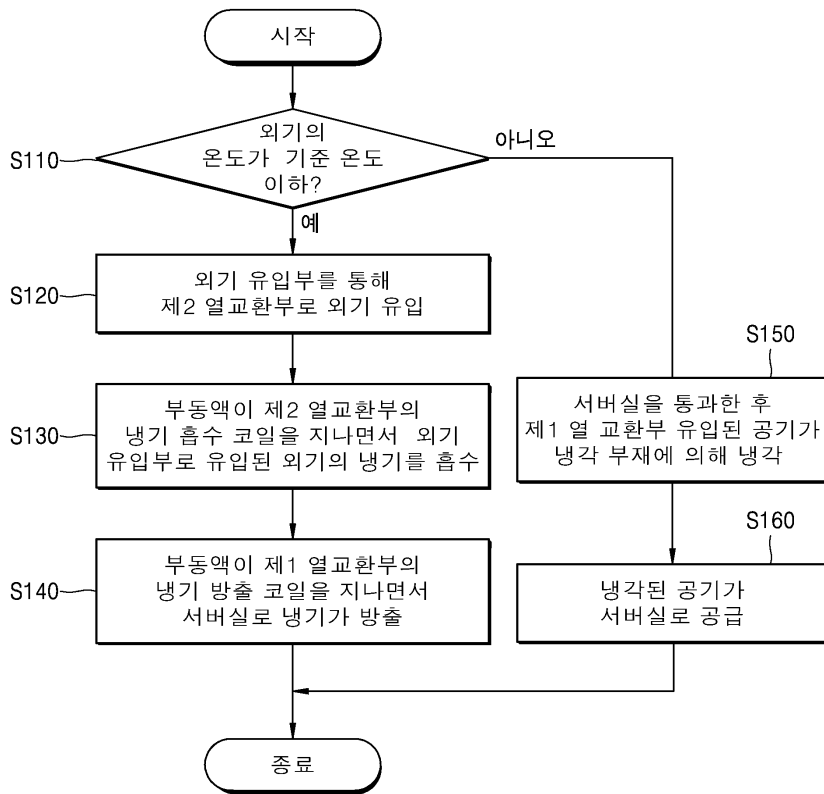 시작
외기의
온도가 기준 온도
이하?
S110
아니오
예
외기 유입부를 통해
제2 열교환부로 외기 유입
S120
부동액이 제2 열교환부의
냉기 흡수 코일을 지나면서 외기
유입부로 유입된 외기의 냉기를 흡수
S130
부동액이 제1 열교환부의
냉기 방출 코일을 지나면서
서버실로 냉기가 방출
S140
S150
서버실을 통과한 후
제1 열 교환부 유입된 공기가
냉각 부재에 의해 냉각
S160
냉각된 공기가
서버실로 공급
종료